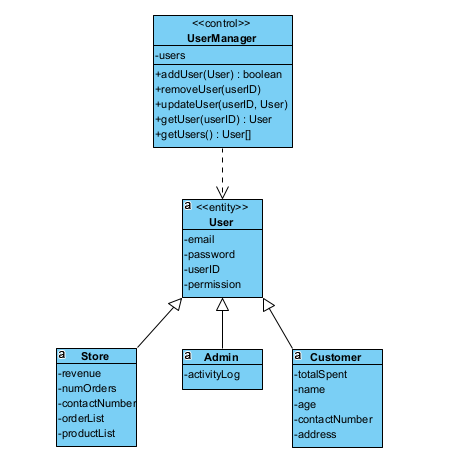 <<control>>
UserManager
-users
+addUser(User) : boolean
+removeUser(userID)
+updateUser(userID, User)
+getUser(userID) : User
+getUsers() : User[]
a
<<entity>>
User
-email
-password
-userID
-permission
a Store
-revenue
-numOrders
-contactNumber
-orderList
-productList
a Admin
-activityLog
a Customer
-totalSpent
-name
-age
-contactNumber
-address